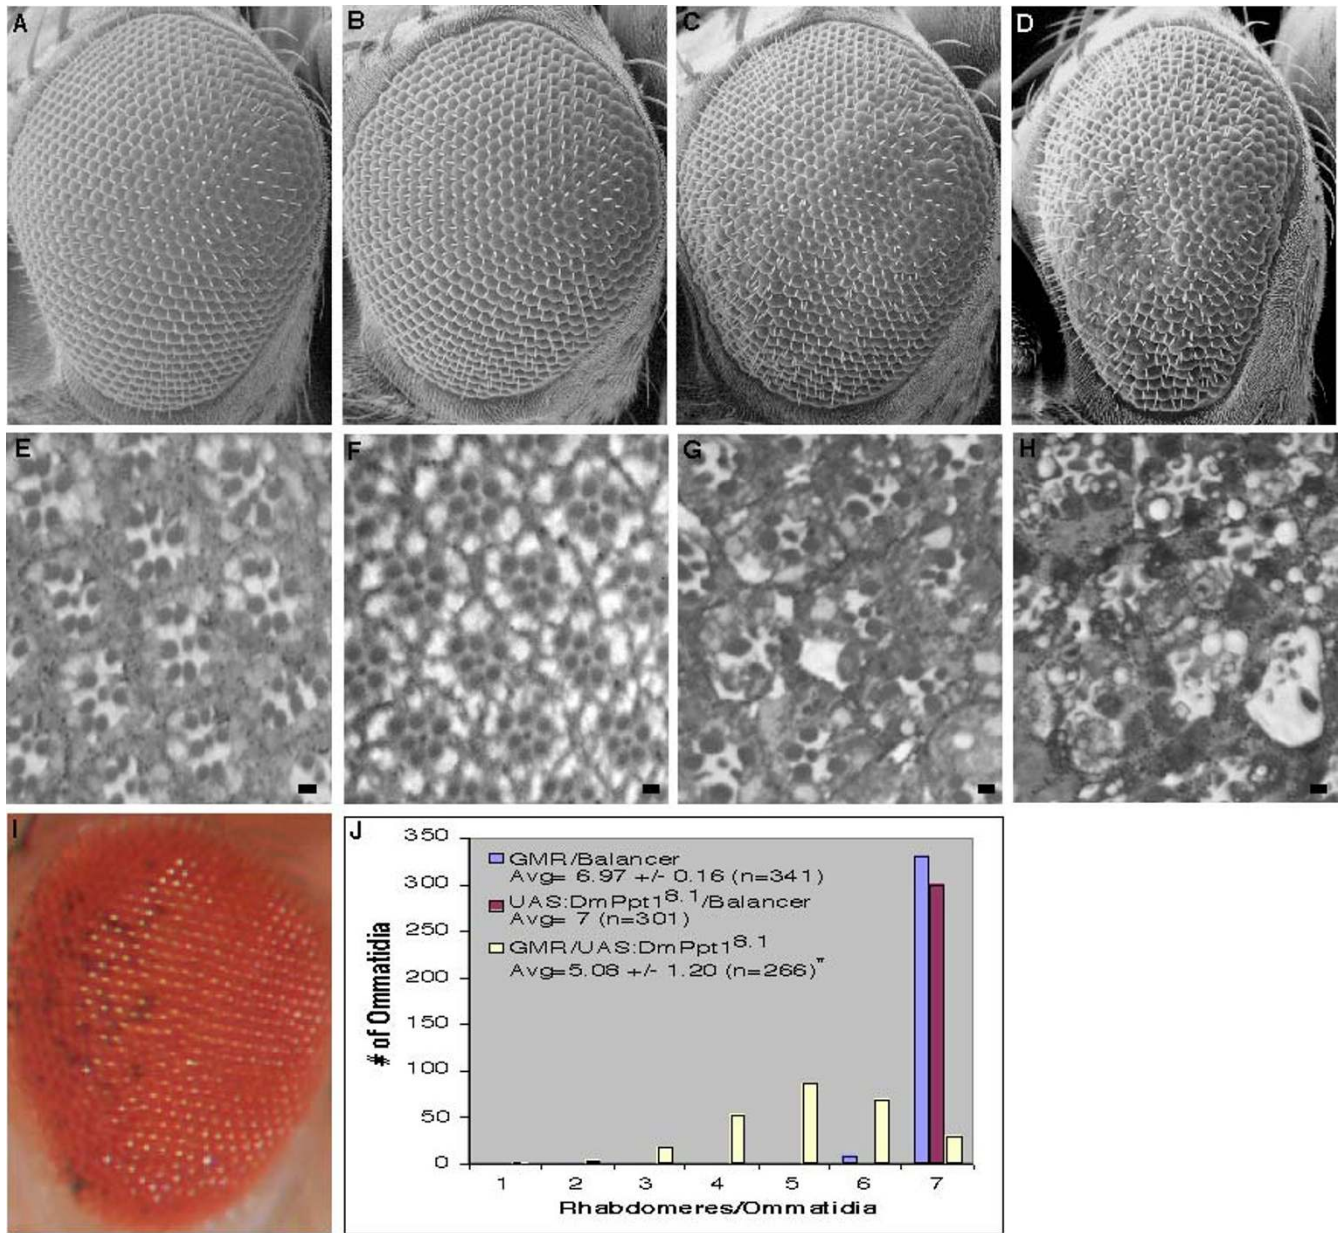 A
B
C
D
E
F
G
H
I
J
350
300
250
200
150
100
50
0
# of Ommatidia
GMR/Balancer
Avg= 6.97 +/- 0.16 (n=341)
UAS:DmPpt1 8.1/Balancer
Avg= 7 (n=301)
GMR/UAS:DmPpt1 8.1
Avg=5.08 +/- 1.20 (n=266)*
1 2 3 4 5 6 7
Rhabdomeres/Ommatidia